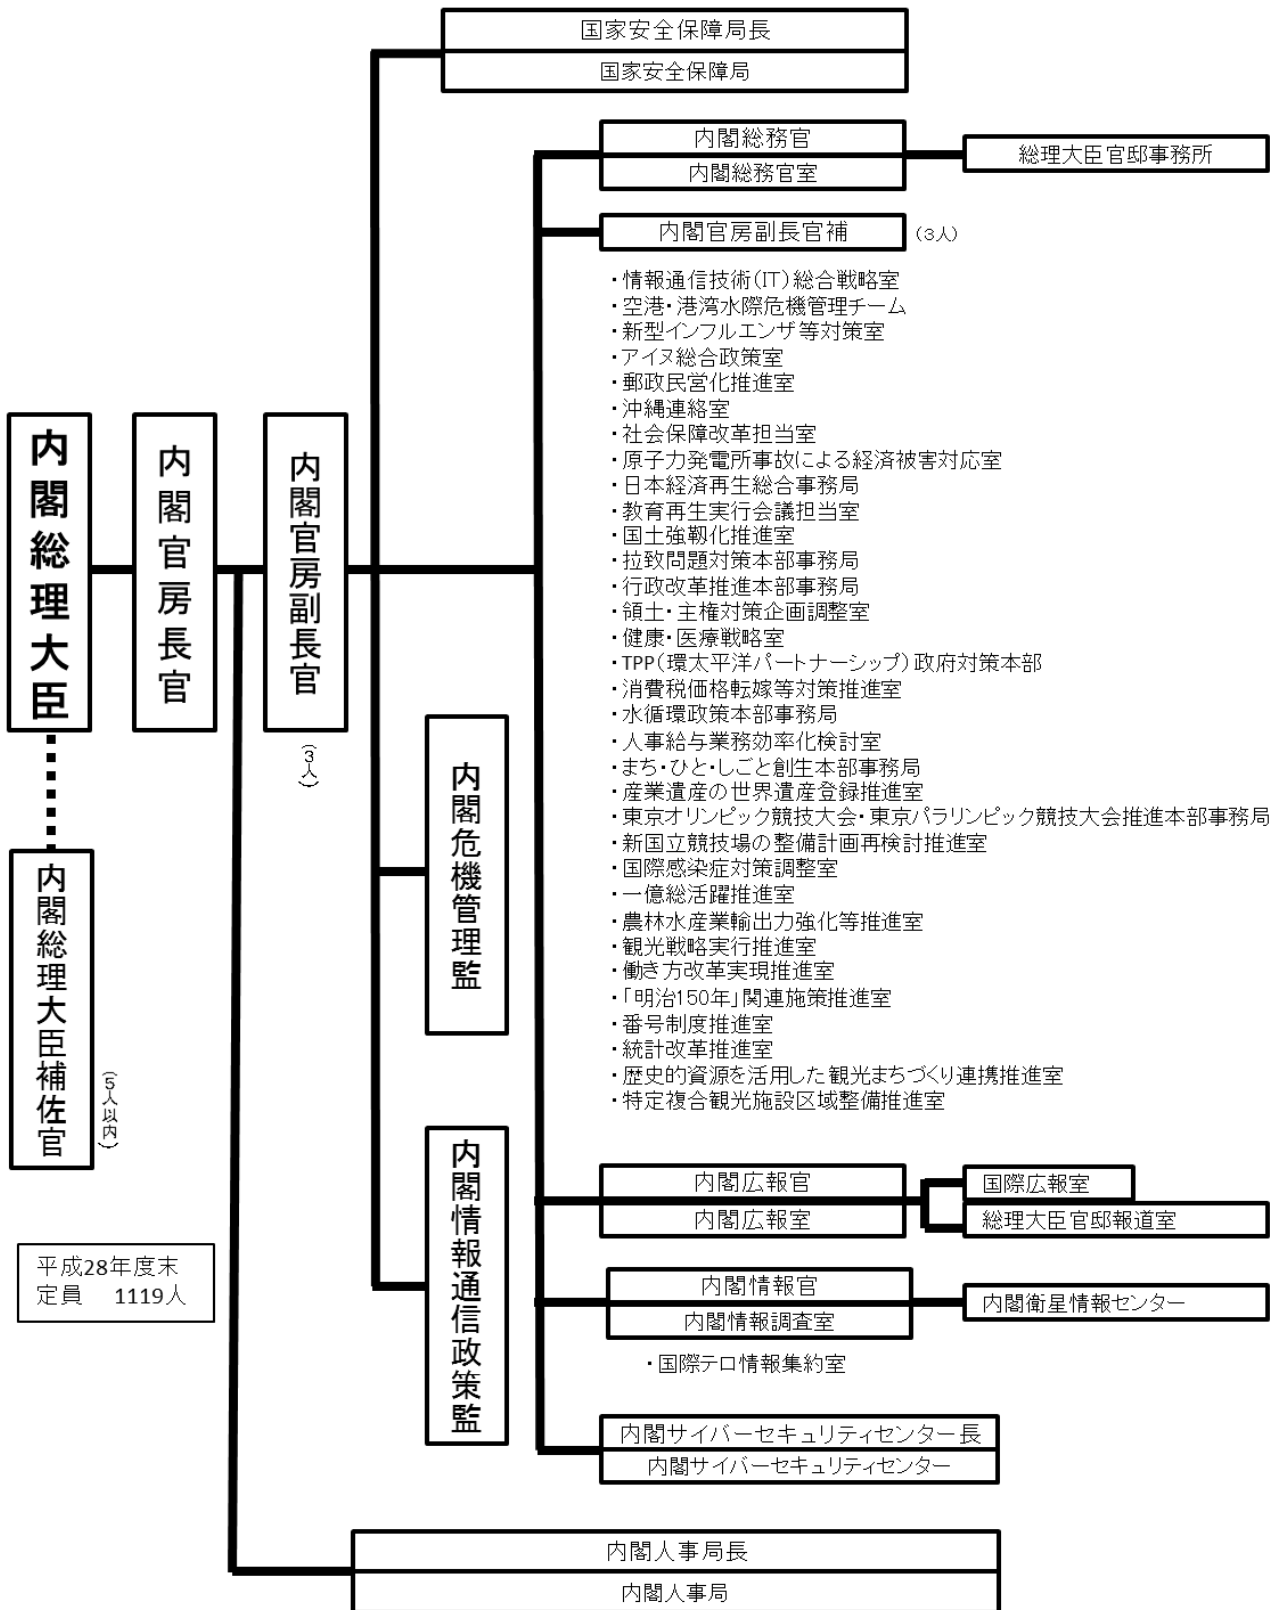 国家安全保障局長
国家安全保障局
内閣総務官
内閣総務官室
総理大臣官邸事務所
内閣官房副長官補
(3人)
・情報通信技術(IT)総合戦略室
・空港・港湾水際危機管理チーム
・新型インフルエンザ等対策室
・アイヌ総合政策室
・郵政民営化推進室
・沖縄連絡室
・社会保障改革担当室
・原子力発電所事故による経済被害対応室
・日本経済再生総合事務局
・教育再生実行会議担当室
・国土強靱化推進室
・拉致問題対策本部事務局
・行政改革推進本部事務局
・領土・主権対策企画調整室
・健康・医療戦略室
・TPP(環太平洋パートナーシップ)政府対策本部
・消費税価格転嫁等対策推進室
・水循環政策本部事務局
・人事給与業務効率化検討室
・まち・ひと・しごと創生本部事務局
・産業遺産の世界遺産登録推進室
・東京オリンピック競技大会・東京パラリンピック競技大会推進本部事務局
・新国立競技場の整備計画再検討推進室
・国際感染症対策調整室
・一億総活躍推進室
・農林水産業輸出力強化等推進室
・観光戦略実行推進室
・働き方改革実現推進室
・「明治150年」関連施策推進室
・番号制度推進室
・統計改革推進室
・歴史的資源を活用した観光まちづくり連携推進室
・特定複合観光施設区域整備推進室
内閣総理大臣
内閣官房長官
内閣官房副長官
(3人)
内閣危機管理監
内閣総理大臣補佐官
(5人以内)
内閣情報通信政策監
内閣広報官
内閣広報室
国際広報室
総理大臣官邸報道室
平成28年度末
定員 1119人
内閣情報官
内閣情報調査室
内閣衛星情報センター
・国際テロ情報集約室
内閣サイバーセキュリティセンター長
内閣サイバーセキュリティセンター
内閣人事局長
内閣人事局